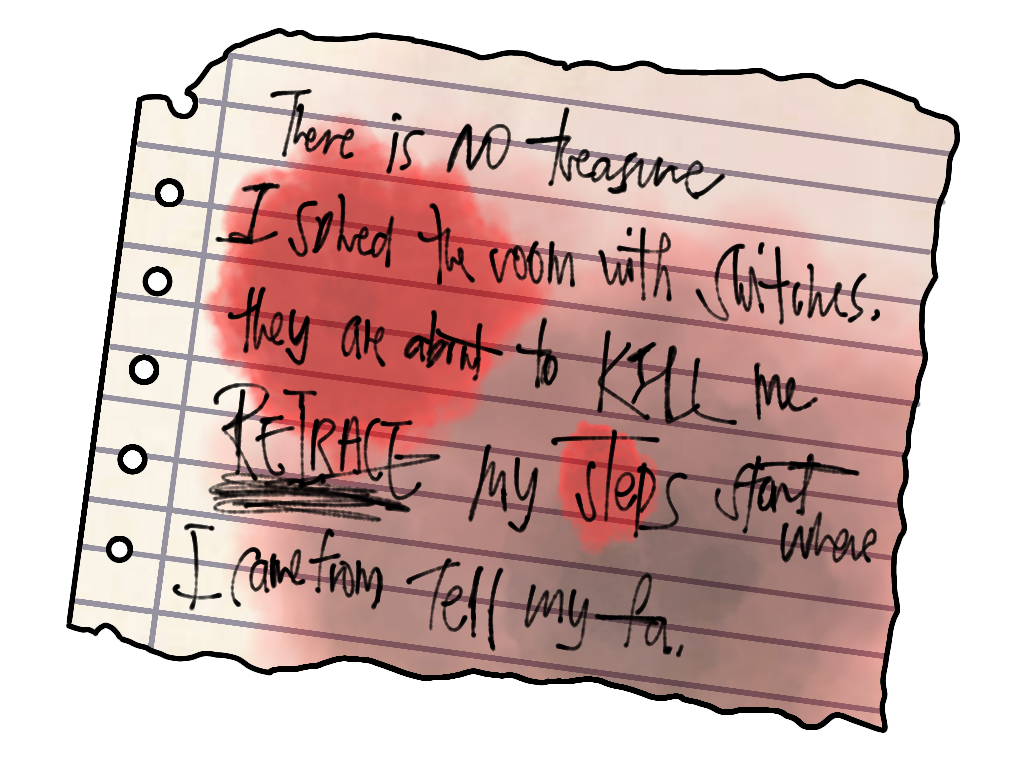 There is NO treasure
I solved the room with switches.
they are about to KILL me
RETRACE my steps start
where
I came from Tell my fa.